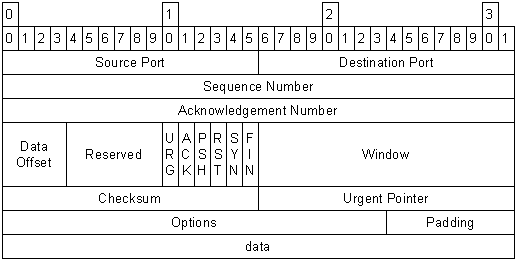 0 1 2 3
0 1 2 3 4 5 6 7 8 9 0 1 2 3 4 5 6 7 8 9 0 1 2 3 4 5 6 7 8 9 0 1
Source Port Destination Port
Sequence Number
Acknowledgement Number
Data Offset Reserved URG ACK PSH RST SYN FIN Window
Checksum Urgent Pointer
Options Padding
data